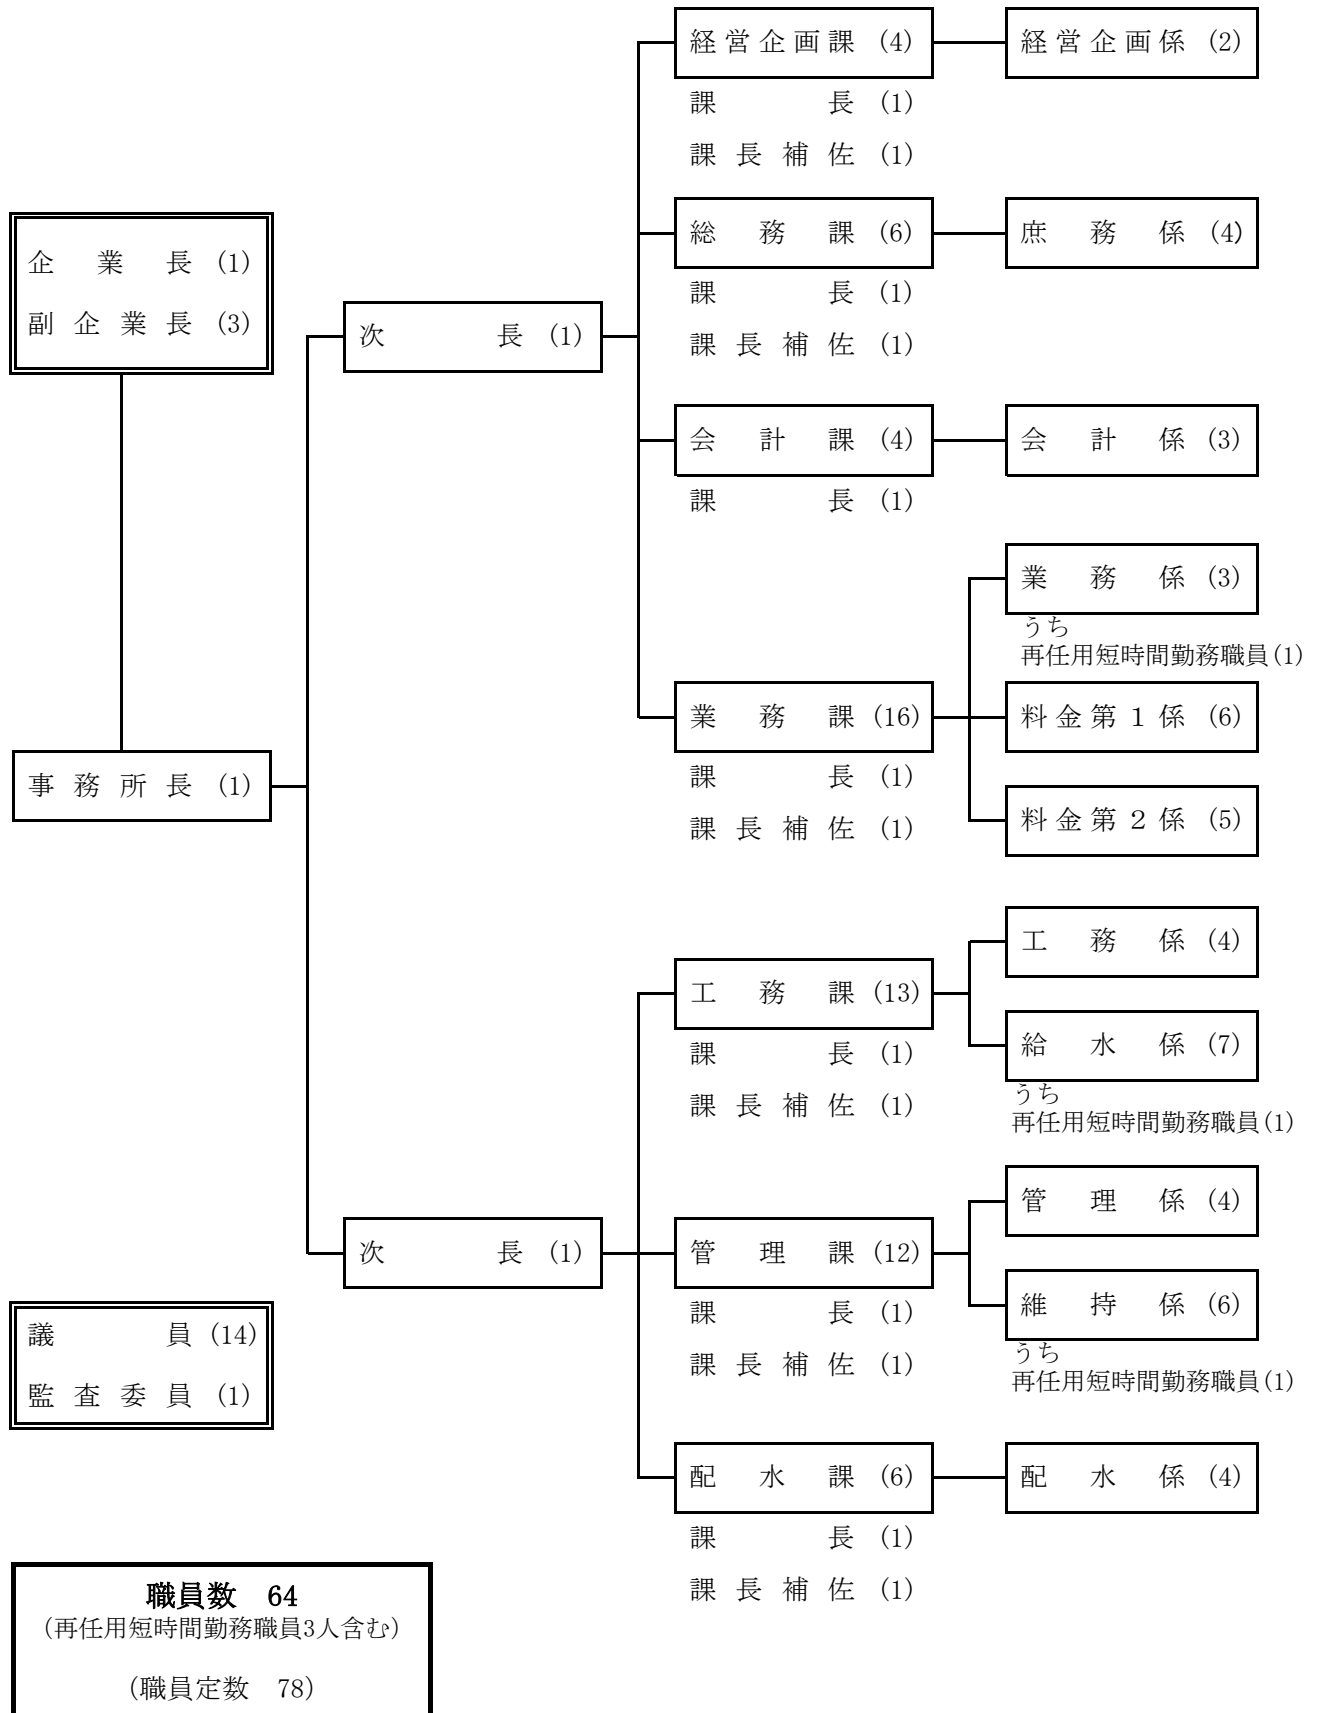 企業長(1)
副企業長(3)
事務所長(1)
次長(1)
経営企画課(4)
課長(1)
課長補佐(1)
経営企画係(2)
総務課(6)
課長(1)
課長補佐(1)
庶務係(4)
会計課(4)
課長(1)
会計係(3)
業務課(16)
課長(1)
課長補佐(1)
業務係(3)
うち
再任用短時間勤務職員(1)
料金第1係(6)
料金第2係(5)
次長(1)
工務課(13)
課長(1)
課長補佐(1)
工務係(4)
給水係(7)
うち
再任用短時間勤務職員(1)
管理課(12)
課長(1)
課長補佐(1)
管理係(4)
維持係(6)
うち
再任用短時間勤務職員(1)
配水課(6)
課長(1)
課長補佐(1)
配水係(4)
議員(14)
監査委員(1)
職員数 64
(再任用短時間勤務職員3人含む)
(職員定数 78)